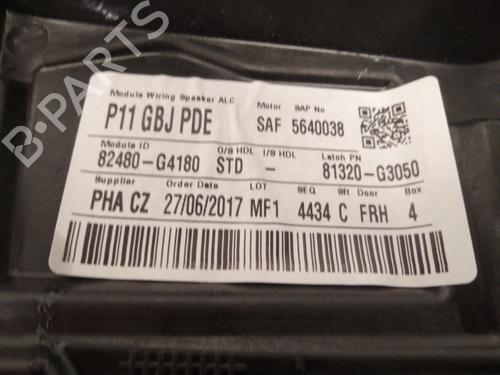 Module Wiring Speaker ALC Motor SAP No
P11 GBJ PDE SAF 5640038
Module ID O/S HDL I/S HDL Latch PN
82480-G4180 STD - 81320-G3050
Supplier Order Date LOT SEQ Sft Door Box
PHA CZ 27/06/2017 MF1 4434 C FRH 4
B-PARTS